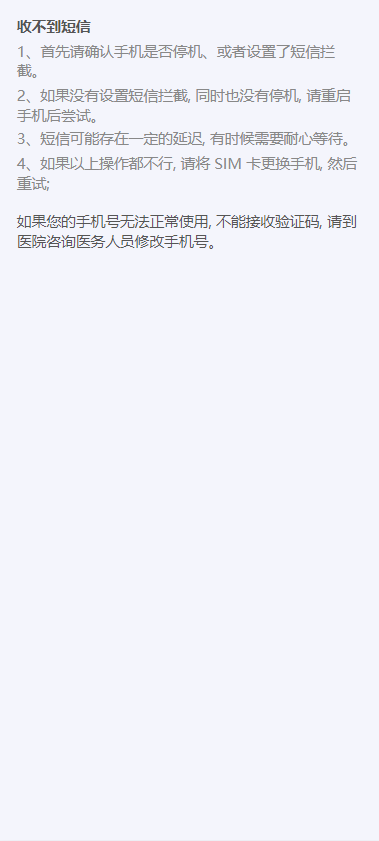 收不到短信
1、首先请确认手机是否停机、或者设置了短信拦
截。
2、如果没有设置短信拦截, 同时也没有停机, 请重启
手机后尝试。
3、短信可能存在一定的延迟, 有时候需要耐心等待。
4、如果以上操作都不行, 请将 SIM 卡更换手机, 然后
重试;
如果您的手机号无法正常使用, 不能接收验证码, 请到
医院咨询医务人员修改手机号。